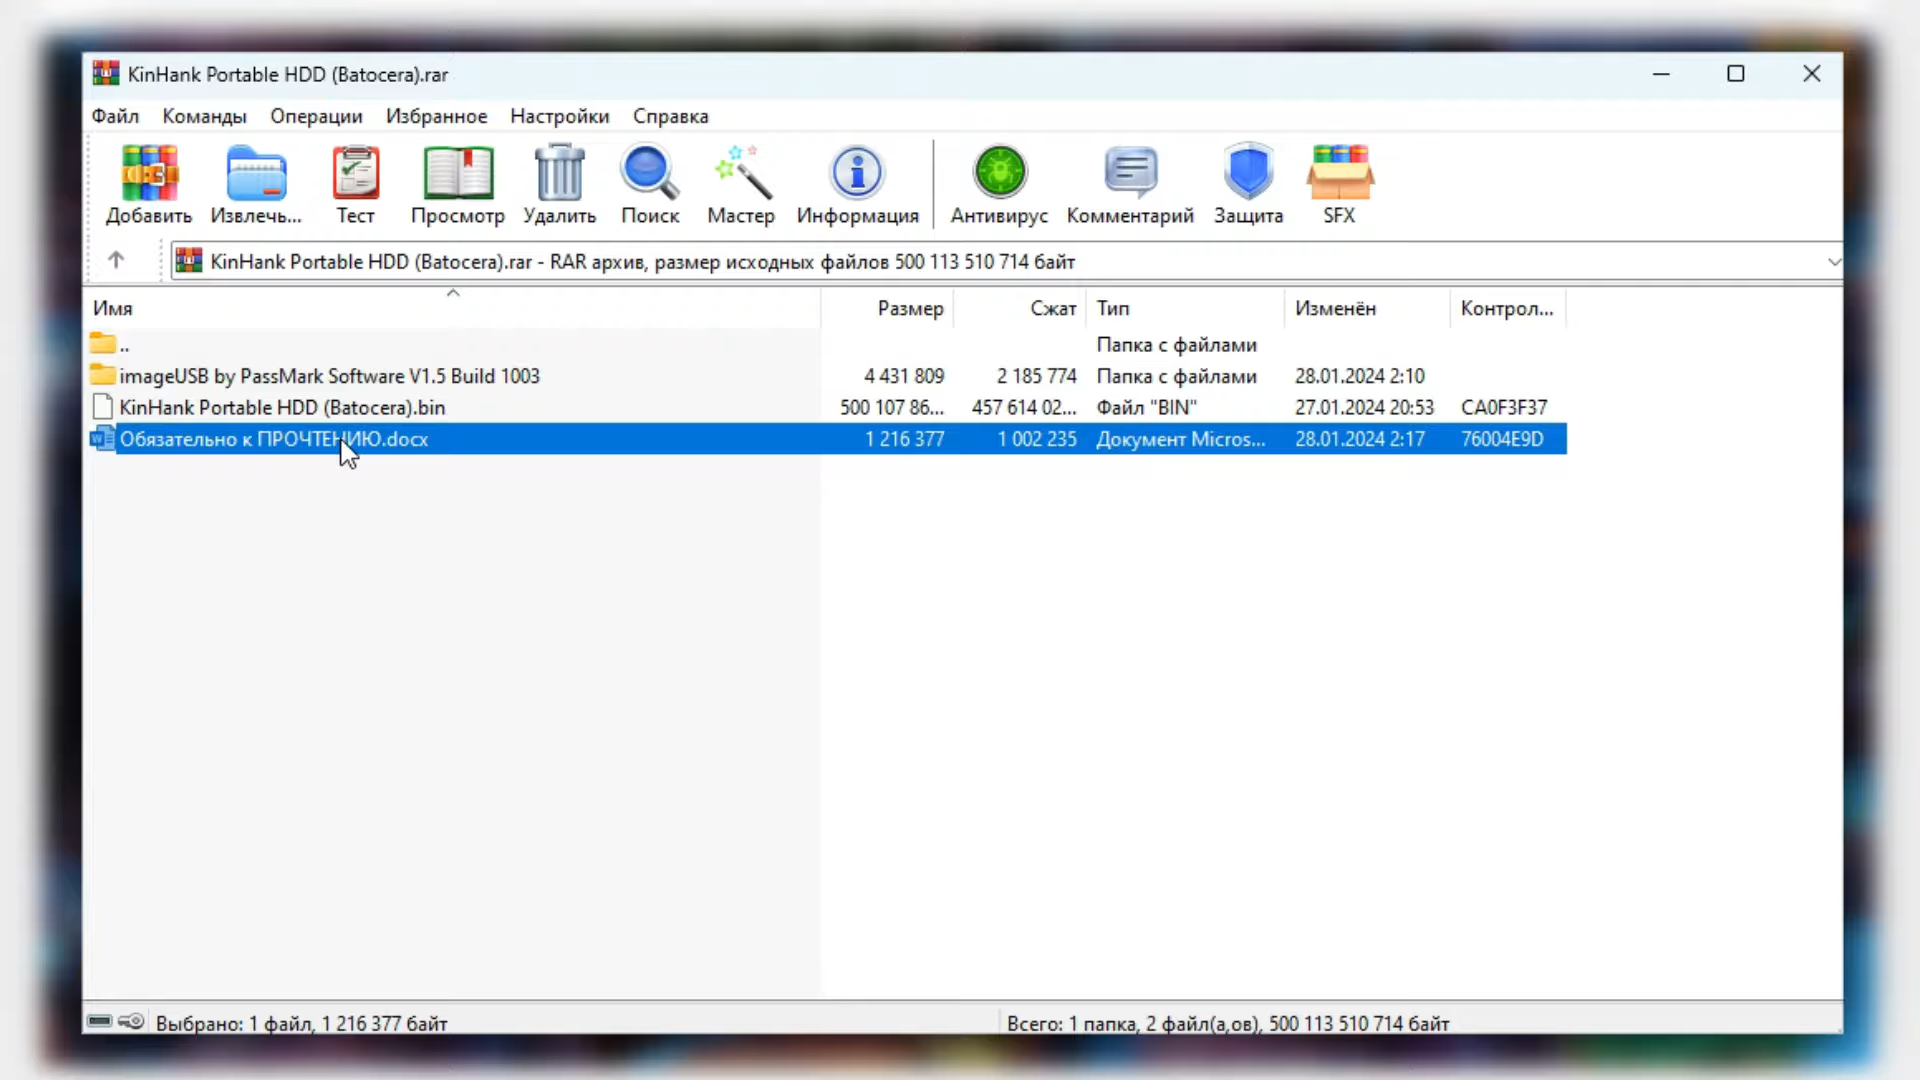 KinHank Portable HDD (Batocera).rar
Файл Команды Операции Избранное Настройки Справка
Добавить Извлечь... Тест Просмотр Удалить Поиск Мастер Информация Антивирус Комментарий Защита SFX
KinHank Portable HDD (Batocera).rar - RAR архив, размер исходных файлов 500 113 510 714 байт
Имя Размер Сжат Тип Изменён Контрол...
.. Папка с файлами
imageUSB by PassMark Software V1.5 Build 1003 4 431 809 2 185 774 Папка с файлами 28.01.2024 2:10
KinHank Portable HDD (Batocera).bin 500 107 86... 457 614 02... Файл "BIN" 27.01.2024 20:53 CA0F3F37
Обязательно к ПРОЧТЕНИЮ.docx 1 216 377 1 002 235 Документ Micros... 28.01.2024 2:17 76004E9D
Выбрано: 1 файл, 1 216 377 байт Всего: 1 папка, 2 файл(а,ов), 500 113 510 714 байт